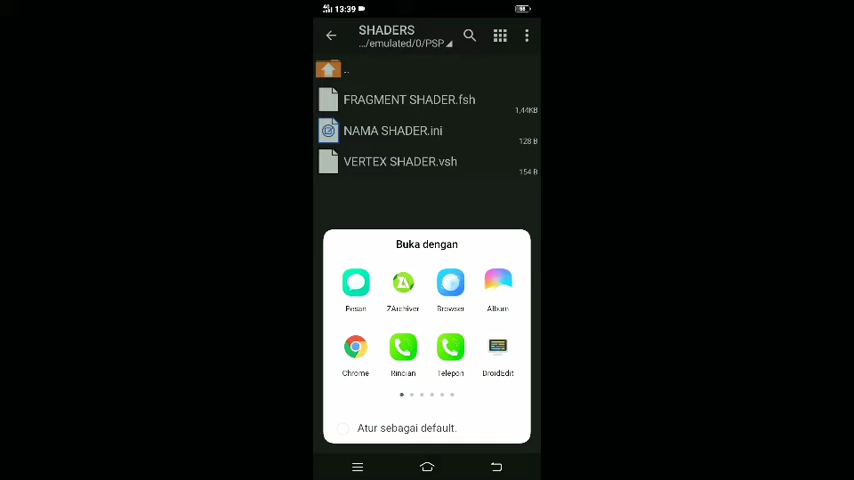 13:39
58
SHADERS
.../emulated/0/PSP
..
FRAGMENT SHADER.fsh
1,44KB
NAMA SHADER.ini
128 B
VERTEX SHADER.vsh
154 B
Buka dengan
Pesan
ZArchiver
Browser
Album
Chrome
Rincian
Telepon
DroidEdit
Atur sebagai default.